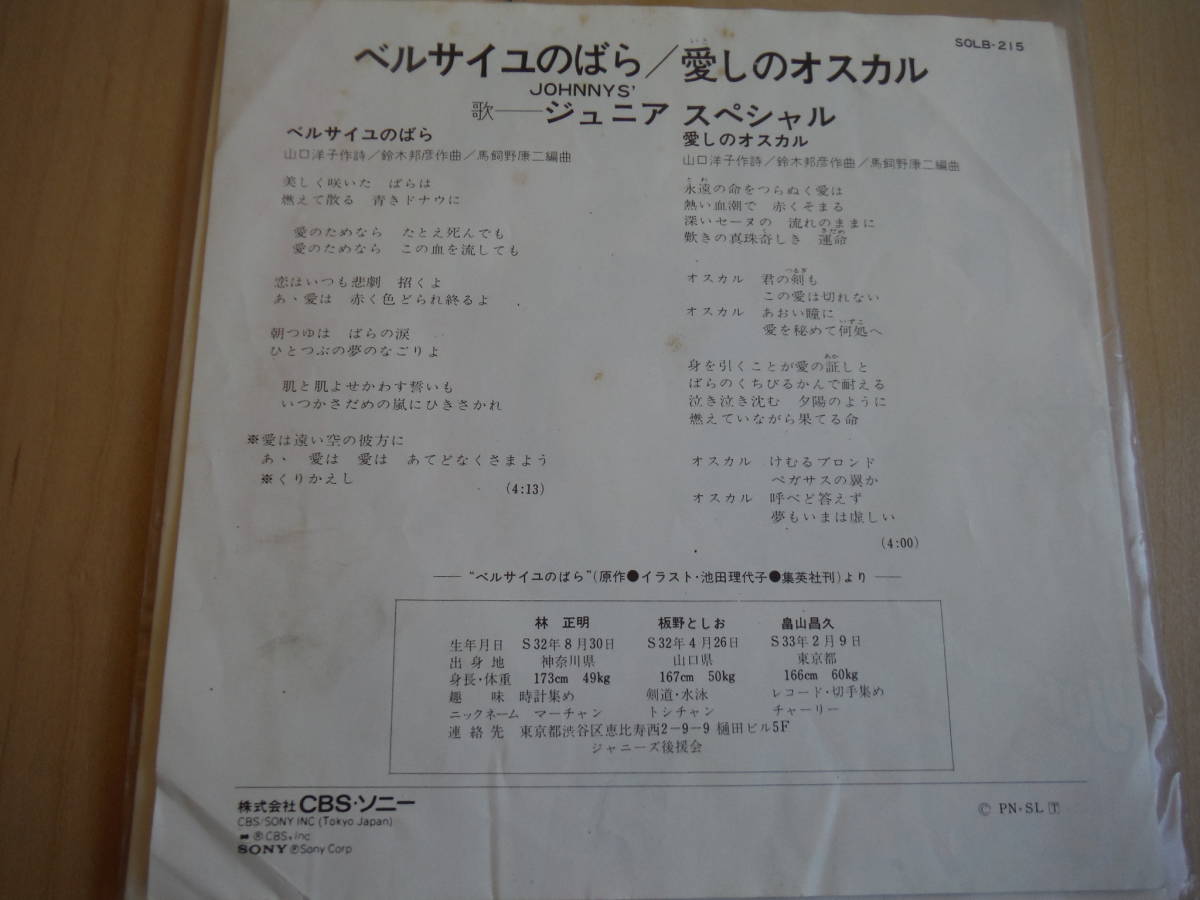 SOLB-215
ベルサイユのばら／愛しのオスカル
いと
JOHNNYS'
歌──ジュニア スペシャル
ベルサイユのばら
山口洋子作詩／鈴木邦彦作曲／馬飼野康二編曲
美しく咲いた ばらは
燃えて散る 青きドナウに
愛のためなら たとえ死んでも
愛のためなら この血を流しても
恋はいつも悲劇 招くよ
あゝ愛は 赤く色どられ終るよ
朝つゆは ばらの涙
ひとつぶの夢のなごりよ
肌と肌よせかわす誓いも
いつかさだめの嵐にひきさかれ
※愛は遠い空の彼方に
あゝ 愛は 愛は あてどなくさまよう
※くりかえし
(4:13)
愛しのオスカル
山口洋子作詩／鈴木邦彦作曲／馬飼野康二編曲
とわ
永遠の命をつらぬく愛は
熱い血潮で 赤くそまる
深いセーヌの 流れのままに
く さだめ
歎きの真珠奇しき 運命
つるぎ
オスカル 君の剣も
この愛は切れない
オスカル あおい瞳に
いずこ
愛を秘めて何処へ
あか
身を引くことが愛の証しと
ばらのくちびるかんで耐える
泣き泣き沈む 夕陽のように
燃えていながら果てる命
オスカル けむるブロンド
ペガサスの翼か
オスカル 呼べど答えず
夢もいまは虚しい
(4:00)
── “ベルサイユのばら”(原作●イラスト・池田理代子●集英社刊)より ──
林 正明 板野としお 畠山昌久
生年月日 S32年8月30日 S32年4月26日 S33年2月9日
出身地 神奈川県 山口県 東京都
身長・体重 173cm 49kg 167cm 50kg 166cm 60kg
趣味 時計集め 剣道・水泳 レコード・切手集め
ニックネーム マーチャン トシチャン チャーリー
連絡先 東京都渋谷区恵比寿西2−9−9 樋田ビル5F
ジャニーズ後援会
株式会社CBS・ソニー
CBS/SONY INC (Tokyo Japan)
®CBS, Inc
SONY ®Sony Corp
© PN・SL Ⓣ